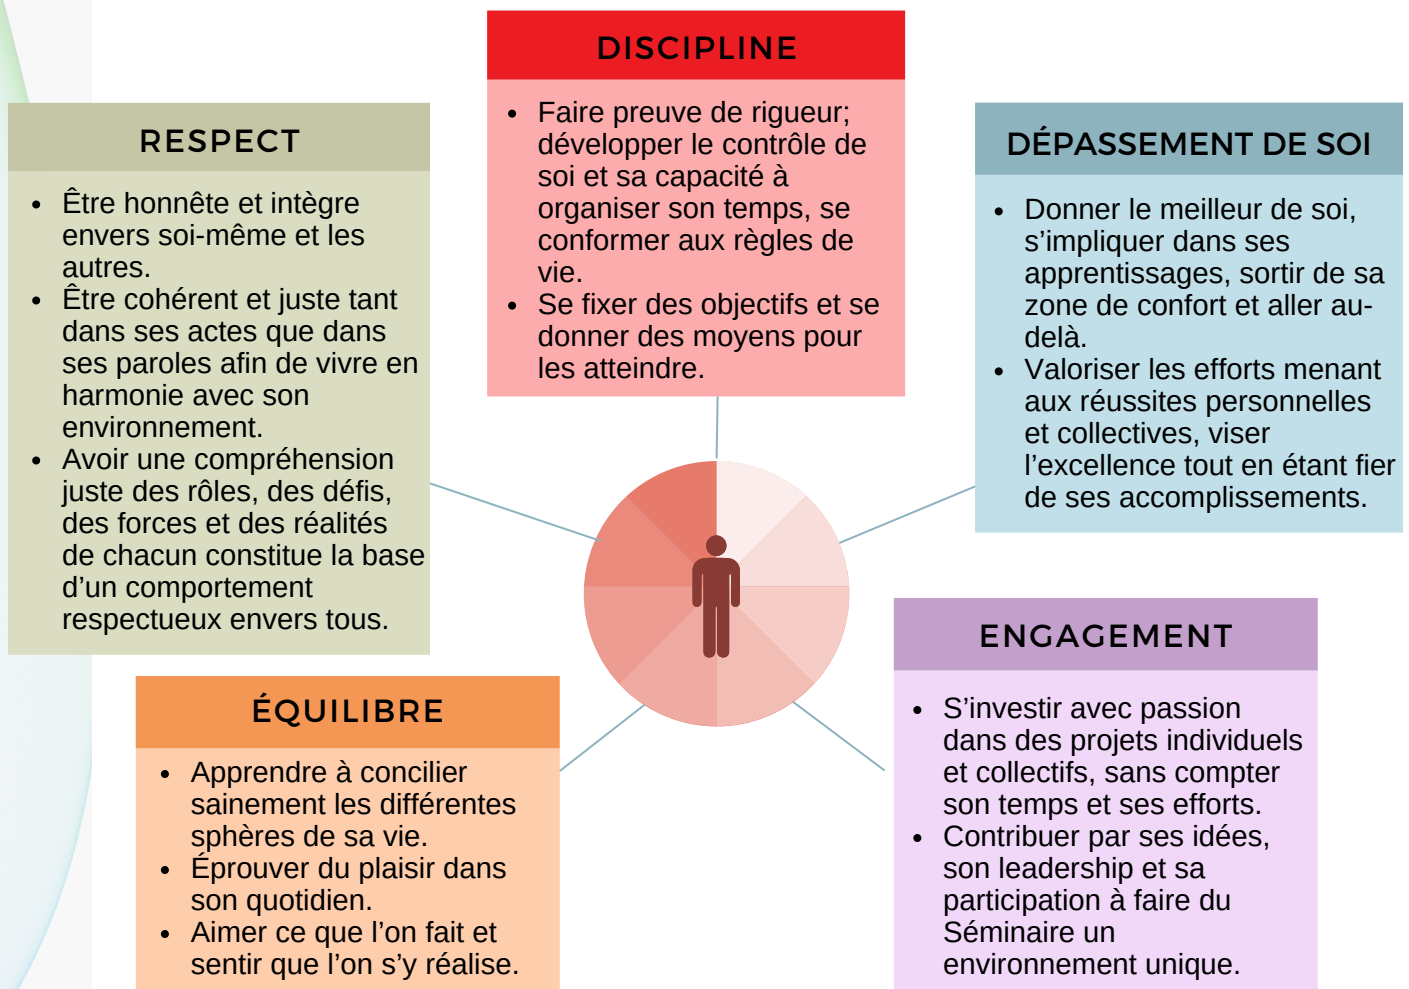 DISCIPLINE
Faire preuve de rigueur;
développer le contrôle de
soi et sa capacité à
organiser son temps, se
conformer aux règles de
vie.
Se fixer des objectifs et se
donner des moyens pour
les atteindre.
RESPECT
Être honnête et intègre
envers soi-même et les
autres.
Être cohérent et juste tant
dans ses actes que dans
ses paroles afin de vivre en
harmonie avec son
environnement.
Avoir une compréhension
juste des rôles, des défis,
des forces et des réalités
de chacun constitue la base
d'un comportement
respectueux envers tous.
DÉPASSEMENT DE SOI
Donner le meilleur de soi,
s'impliquer dans ses
apprentissages, sortir de sa
zone de confort et aller au-
delà.
Valoriser les efforts menant
aux réussites personnelles
et collectives, viser
l'excellence tout en étant fier
de ses accomplissements.
ÉQUILIBRE
Apprendre à concilier
sainement les différentes
sphères de sa vie.
Éprouver du plaisir dans
son quotidien.
Aimer ce que l'on fait et
sentir que l'on s'y réalise.
ENGAGEMENT
S'investir avec passion
dans des projets individuels
et collectifs, sans compter
son temps et ses efforts.
Contribuer par ses idées,
son leadership et sa
participation à faire du
Séminaire un
environnement unique.